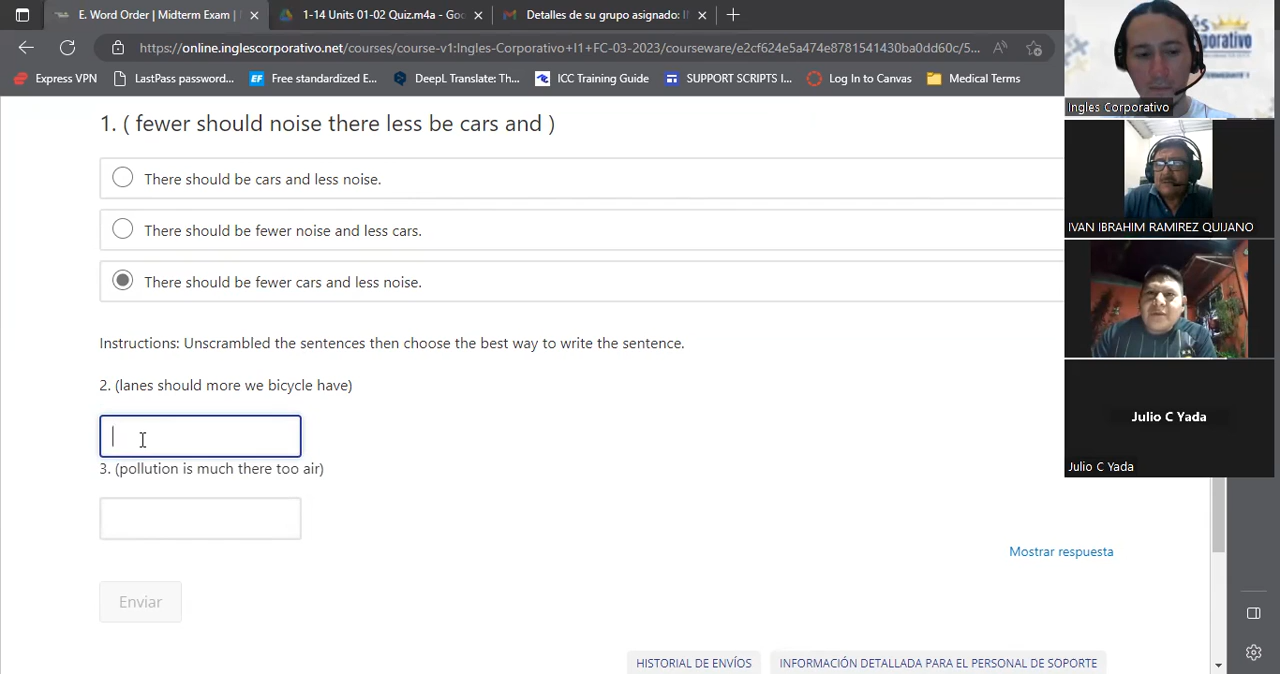 E. Word Order | Midterm Exam |
1-14 Units 01-02 Quiz.m4a - Goo
Detalles de su grupo asignado: II
https://online.inglescorporativo.net/courses/course-v1:Ingles-Corporativo+I1+FC-03-2023/courseware/e2cf624e5a474e8781541430ba0dd60c/5...
Express VPN
LastPass password...
EF
Free standardized E...
DeepL Translate: Th...
ICC Training Guide
SUPPORT SCRIPTS I...
Log In to Canvas
Medical Terms
Ingles Corporativo
IVAN IBRAHIM RAMIREZ QUIJANO
Julio C Yada
Julio C Yada
1. ( fewer should noise there less be cars and )
There should be cars and less noise.
There should be fewer noise and less cars.
There should be fewer cars and less noise.
Instructions: Unscrambled the sentences then choose the best way to write the sentence.
2. (lanes should more we bicycle have)
3. (pollution is much there too air)
Mostrar respuesta
Enviar
HISTORIAL DE ENVÍOS
INFORMACIÓN DETALLADA PARA EL PERSONAL DE SOPORTE